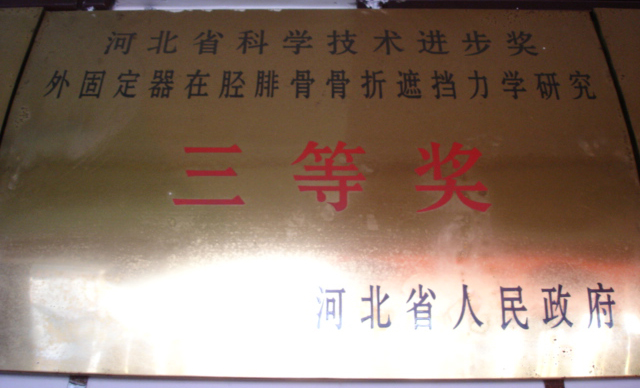 河北省科学技术进步奖
外固定器在胫腓骨骨折遮挡力学研究
三等奖
河北省人民政府